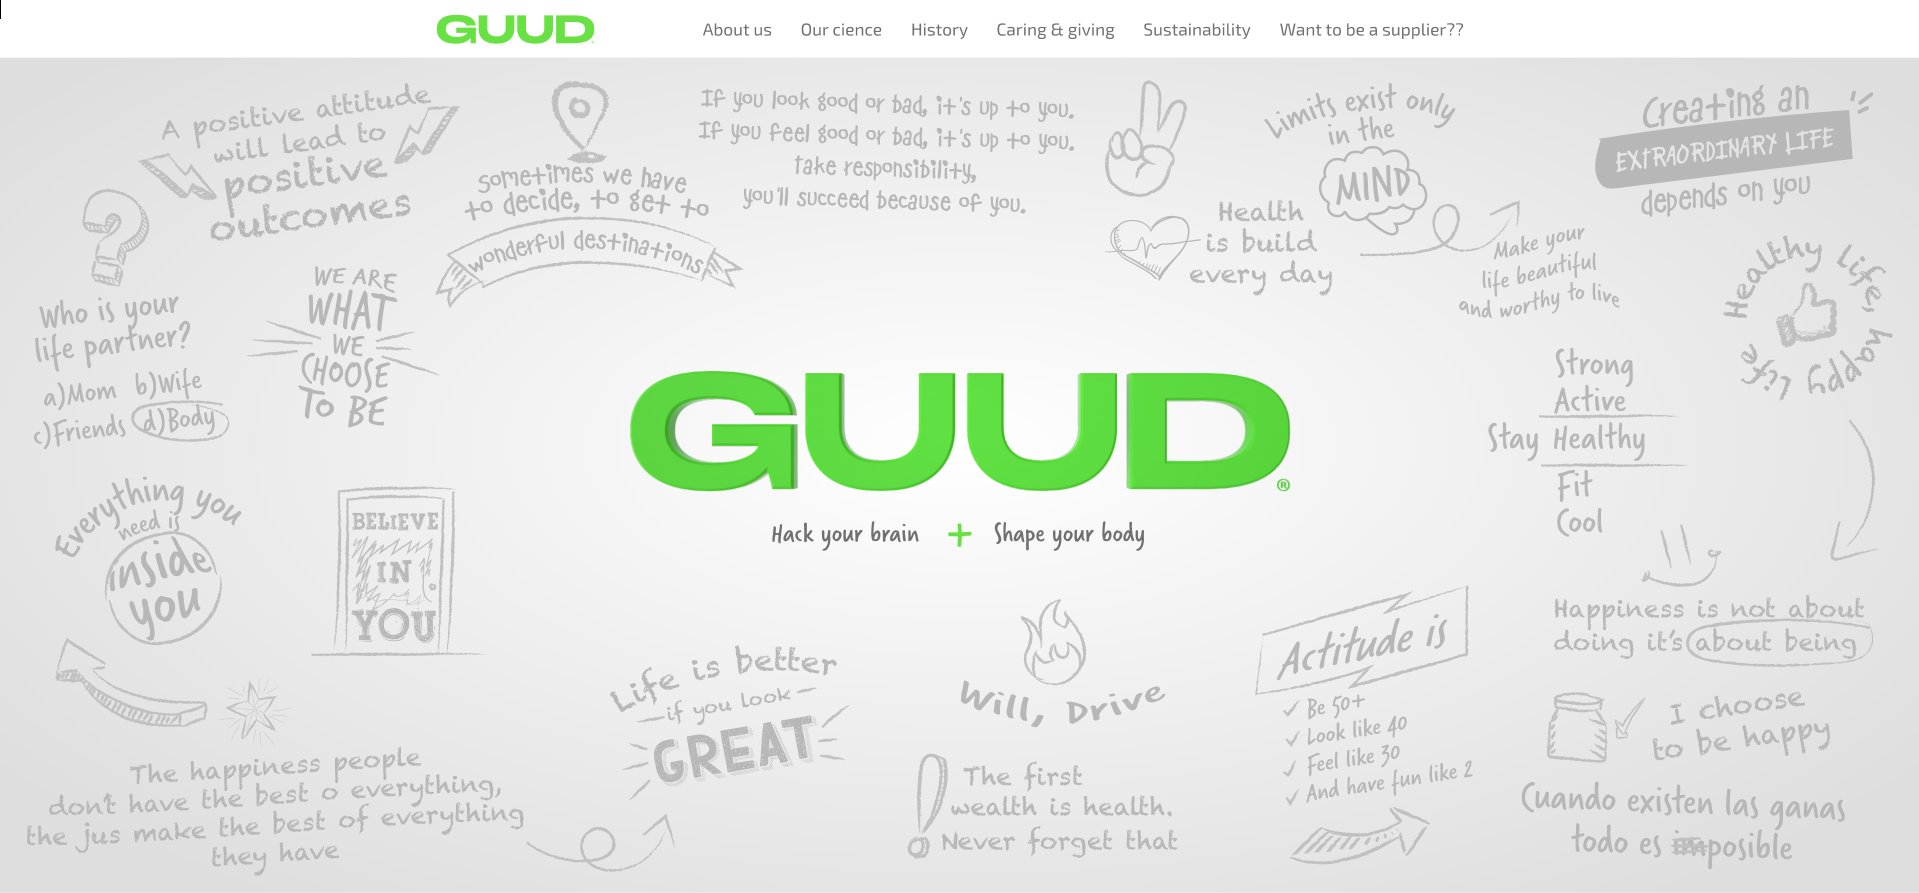 GUUD
About us
Our cience
History
Caring & giving
Sustainability
Want to be a supplier??
A positive attitude
will lead to
positive
outcomes
sometimes we have
to decide, to get to
wonderful destinations
If you look good or bad, it's up to you.
If you feel good or bad, it's up to you.
take responsibility,
you'll succeed because of you.
Limits exist only
in the
MIND
Creating an
EXTRAORDINARY LIFE
depends on you
Health
is build
every day
Make your
life beautiful
and worthy to live
Healthy Life, happy Life
Who is your
life partner?
a)Mom b)Wife
c)Friends d)Body
WE ARE
WHAT
WE
CHOOSE
TO BE
Strong
Active
Stay Healthy
Fit
Cool
GUUD®
Hack your brain + Shape your body
Everything you
need is
inside
you
BELIEVE
IN
YOU
Happiness is not about
doing it's about being
Life is better
if you look
GREAT
Will, Drive
Actitude is
Be 50+
Look like 40
Feel like 30
And have fun like 2
I choose
to be happy
The happiness people
don't have the best o everything,
the jus make the best of everything
they have
The first
wealth is health.
Never forget that
Cuando existen las ganas
todo es imposible